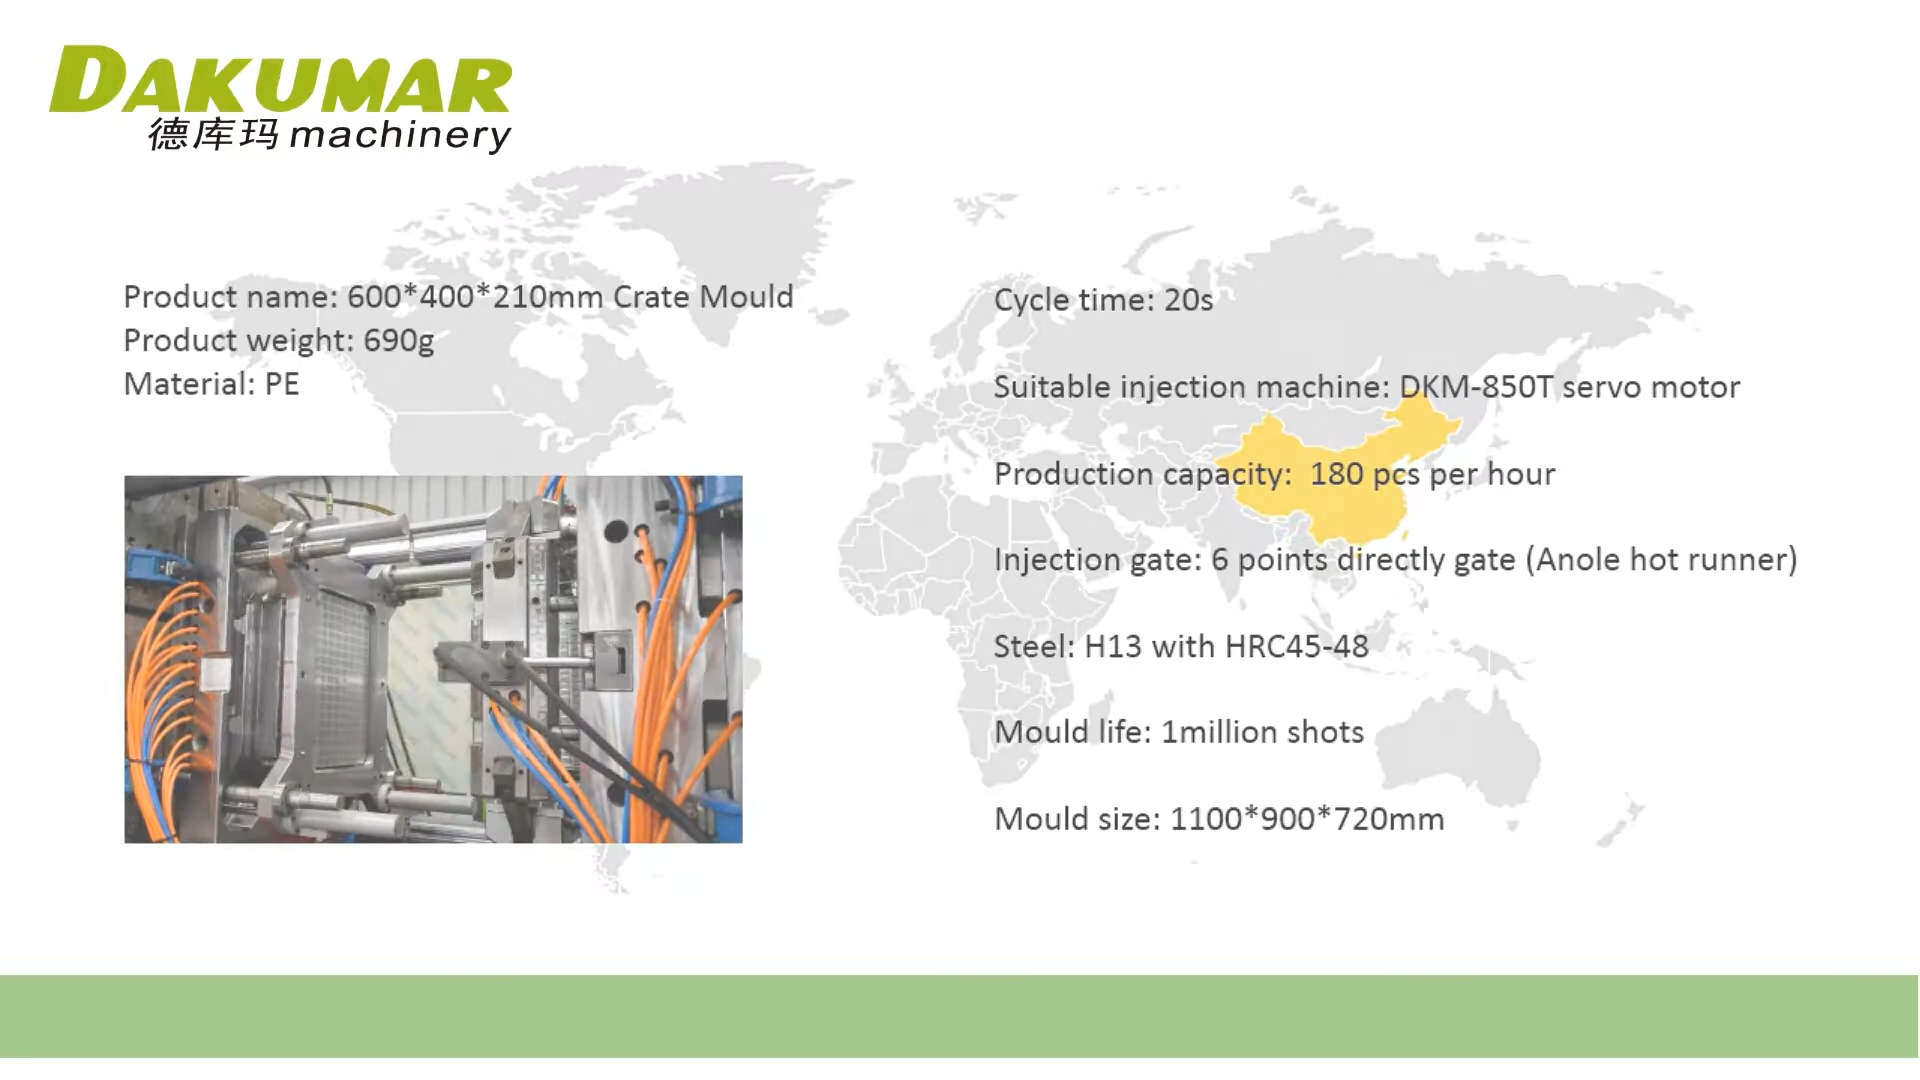 DAKUMAR
德库玛 machinery
Product name: 600*400*210mm Crate Mould
Product weight: 690g
Material: PE
Cycle time: 20s
Suitable injection machine: DKM-850T servo motor
Production capacity:  180 pcs per hour
Injection gate: 6 points directly gate (Anole hot runner)
Steel: H13 with HRC45-48
Mould life: 1million shots
Mould size: 1100*900*720mm